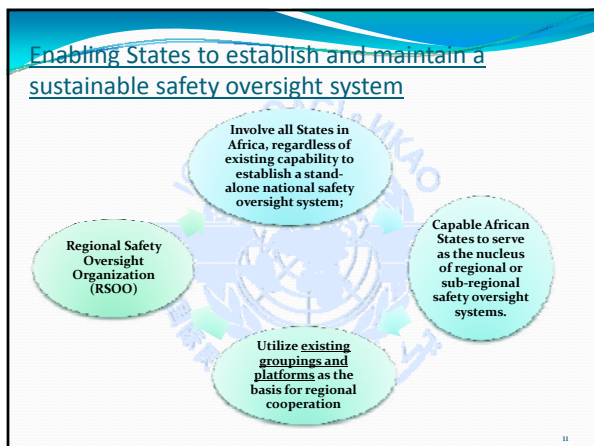 Enabling States to establish and maintain a
sustainable safety oversight system
Involve all States in
Africa, regardless of
existing capability to
establish a stand-
alone national safety
oversight system;
Capable African
States to serve
as the nucleus
of regional or
sub-regional
safety oversight
systems.
Utilize existing
groupings and
platforms as the
basis for regional
cooperation
Regional Safety
Oversight
Organization
(RSOO)
11